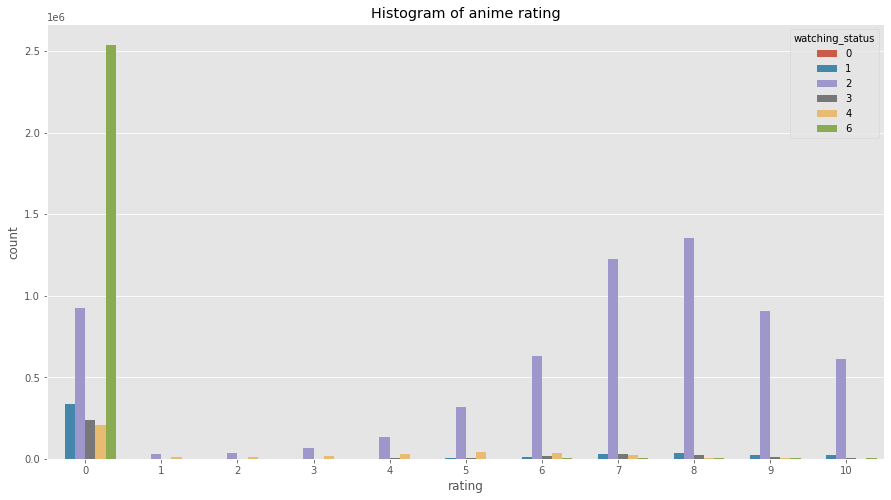 Histogram of anime rating
1e6
2.5
2.0
1.5
1.0
0.5
0.0
count
0 1 2 3 4 5 6 7 8 9 10
rating
watching_status
0
1
2
3
4
6